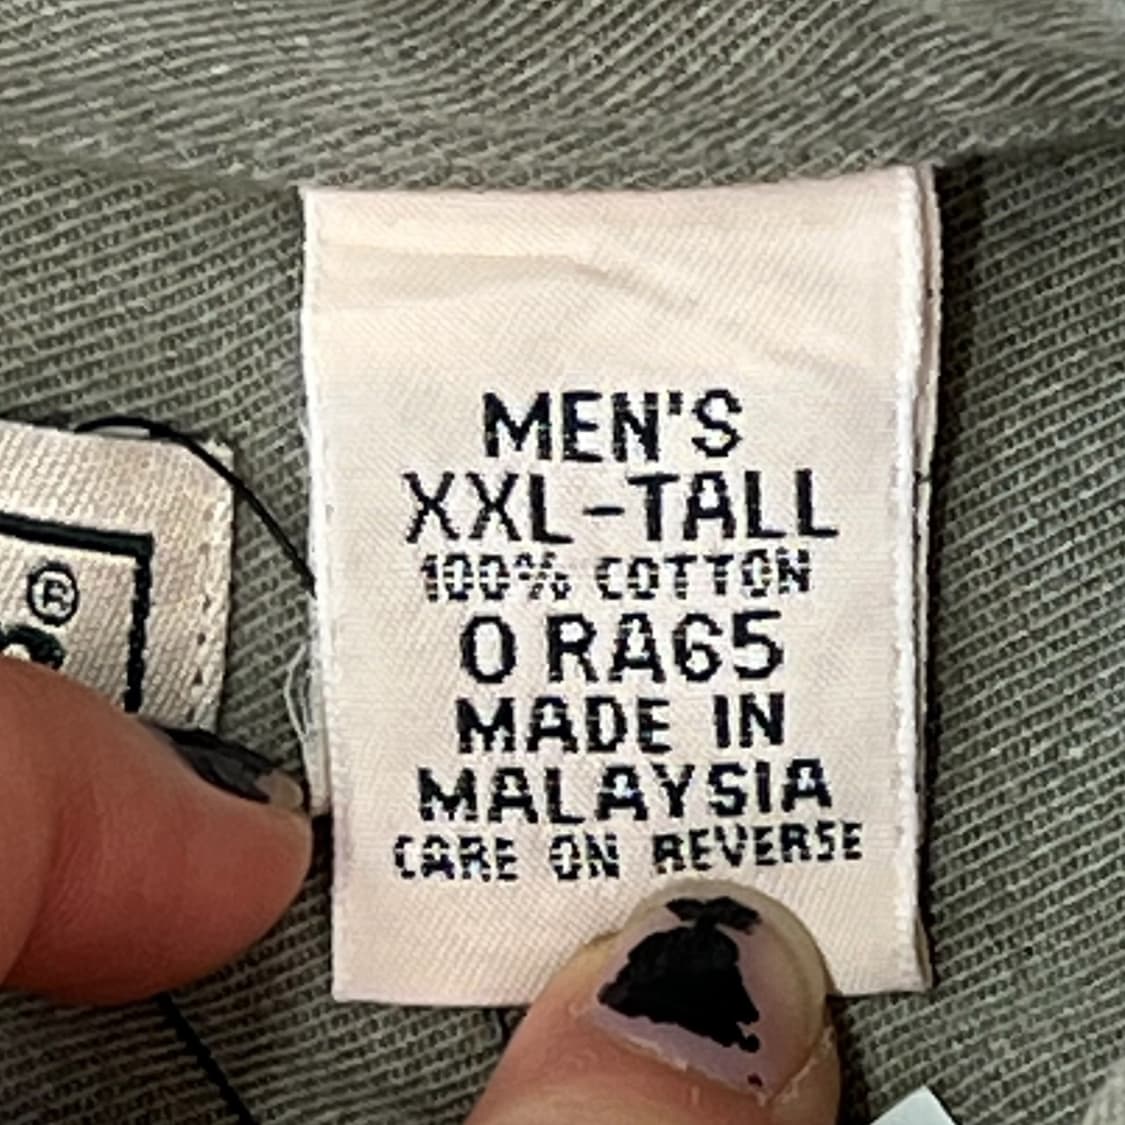 MEN'S
XXL-TALL
100% COTTON
0 RA65
MADE IN
MALAYSIA
CARE ON REVERSE
®